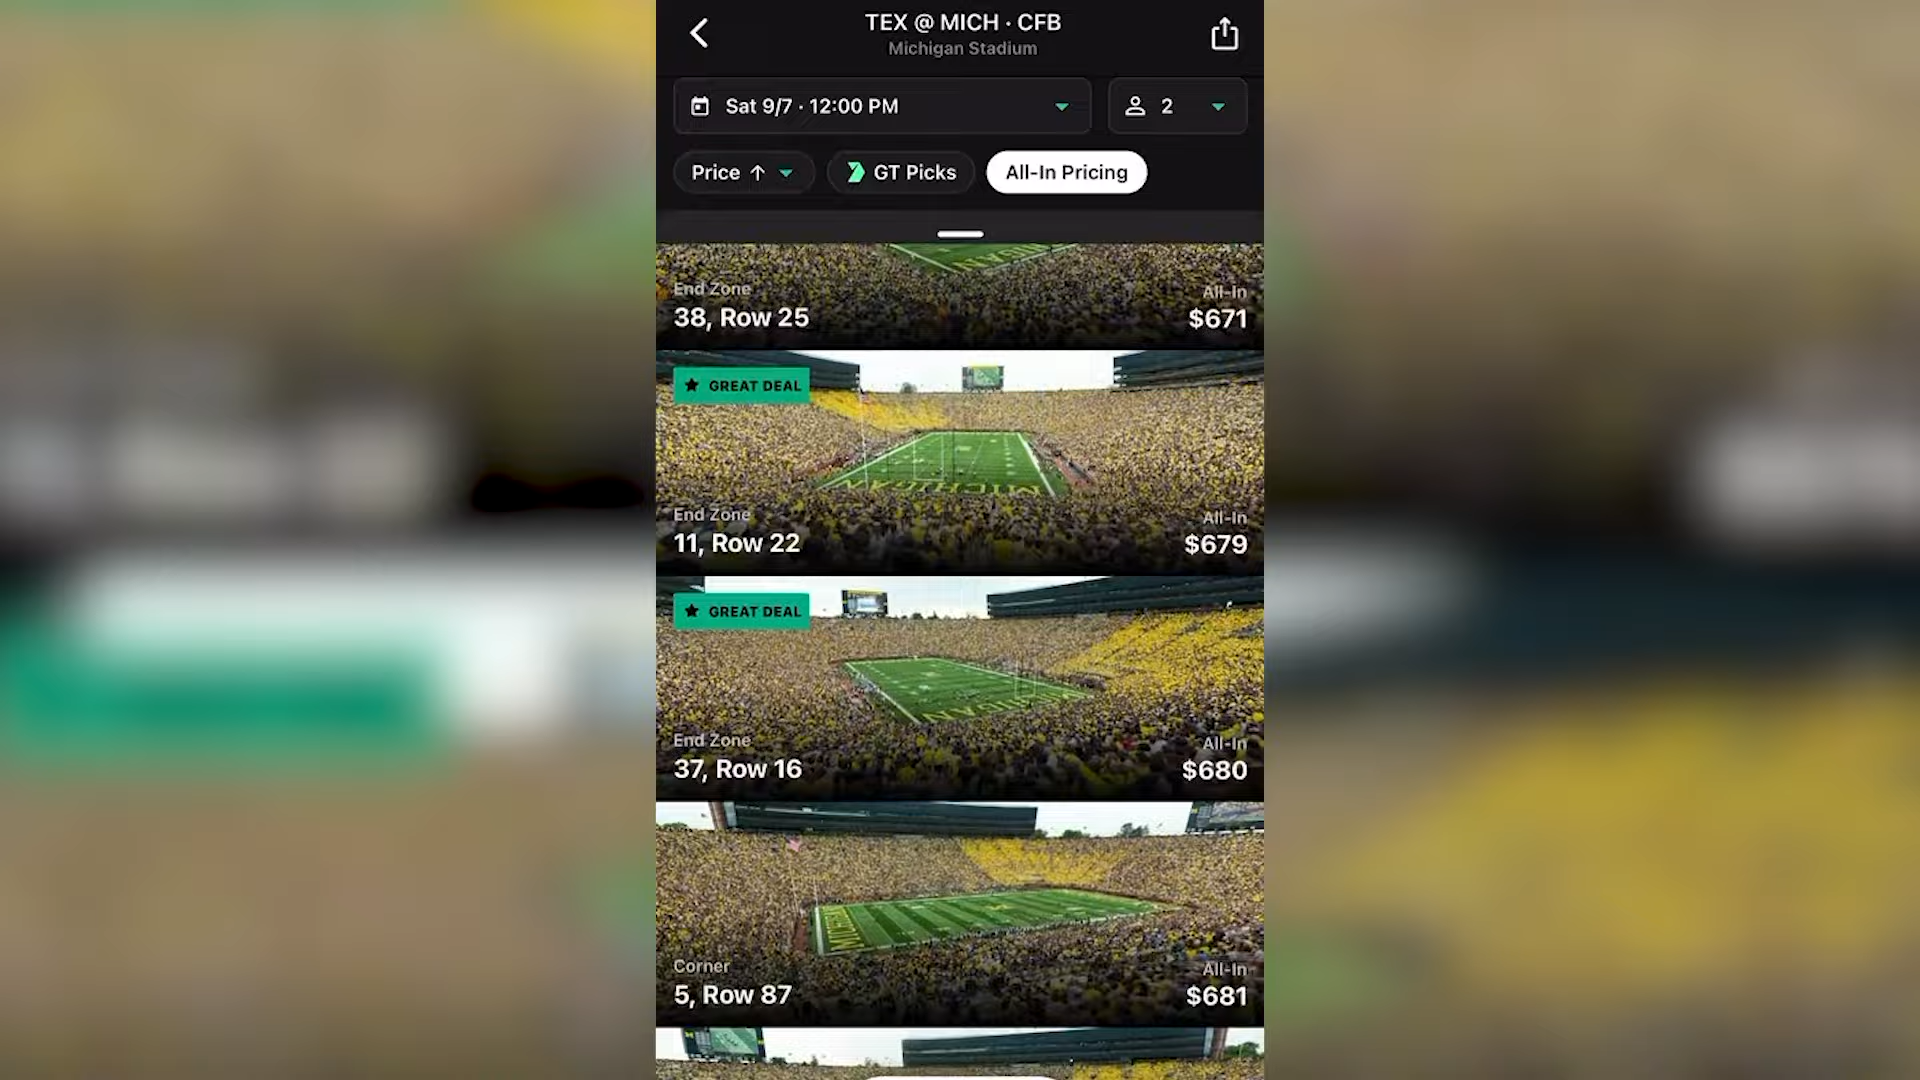 TEX @ MICH · CFB
Michigan Stadium
Sat 9/7 · 12:00 PM
2
Price ↑
GT Picks
All-In Pricing
End Zone
38, Row 25
All-In
$671
GREAT DEAL
MICHIGAN
End Zone
11, Row 22
All-In
$679
GREAT DEAL
End Zone
37, Row 16
All-In
$680
Corner
5, Row 87
All-In
$681